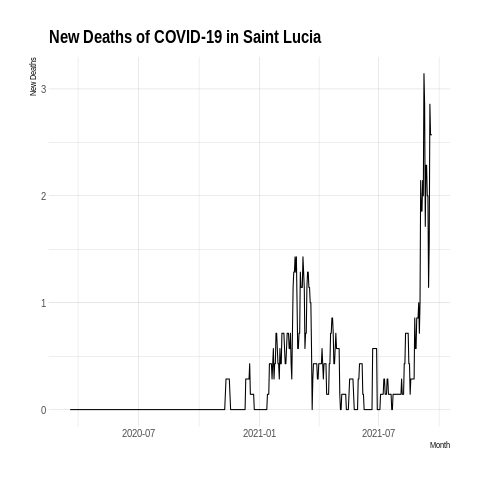 New Deaths of COVID-19 in Saint Lucia
New Deaths
3
2
1
0
2020-07
2021-01
2021-07
Month